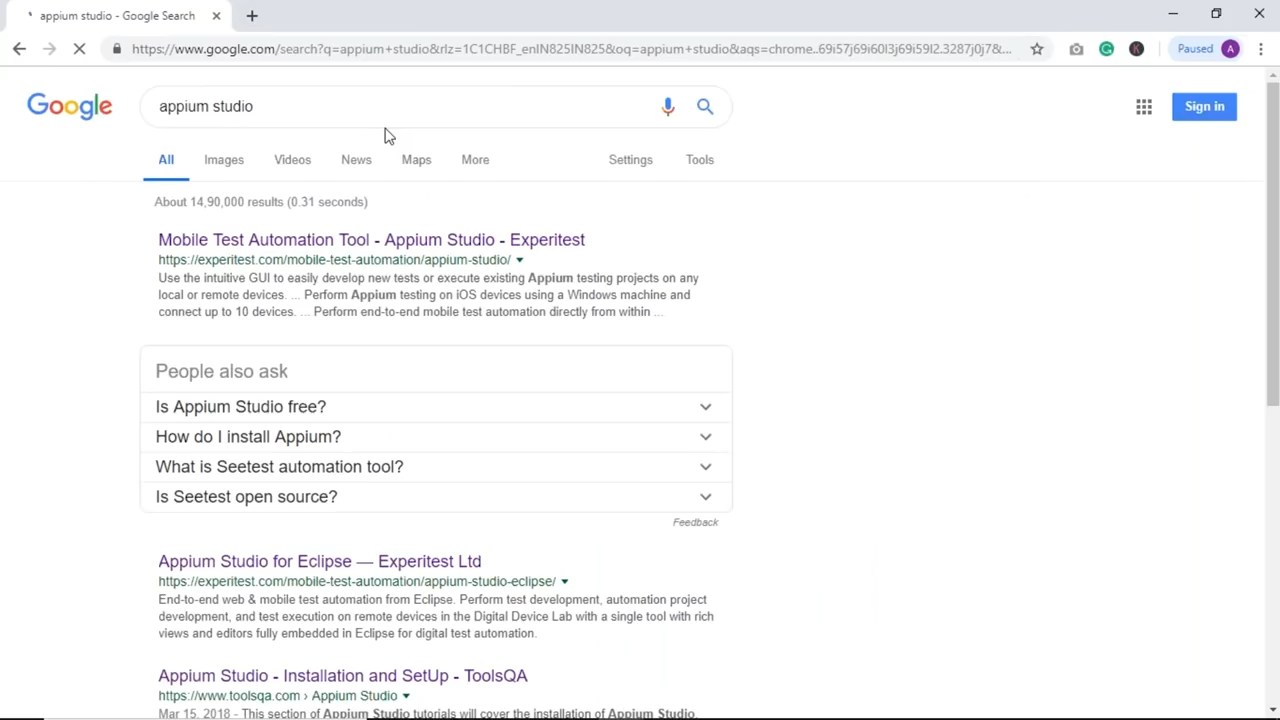 appium studio - Google Search
https://www.google.com/search?q=appium+studio&rlz=1C1CHBF_enIN825IN825&oq=appium+studio&aqs=chrome..69i57j69i60l3j69i59l2.3287j0j7&...
Paused A
Google
appium studio
Sign in
All Images Videos News Maps More Settings Tools
About 14,90,000 results (0.31 seconds)
Mobile Test Automation Tool - Appium Studio - Experitest
https://experitest.com/mobile-test-automation/appium-studio/
Use the intuitive GUI to easily develop new tests or execute existing Appium testing projects on any
local or remote devices. ... Perform Appium testing on iOS devices using a Windows machine and
connect up to 10 devices. ... Perform end-to-end mobile test automation directly from within ...
People also ask
Is Appium Studio free?
How do I install Appium?
What is Seetest automation tool?
Is Seetest open source?
Feedback
Appium Studio for Eclipse — Experitest Ltd
https://experitest.com/mobile-test-automation/appium-studio-eclipse/
End-to-end web & mobile test automation from Eclipse. Perform test development, automation project
development, and test execution on remote devices in the Digital Device Lab with a single tool with rich
views and editors fully embedded in Eclipse for digital test automation.
Appium Studio - Installation and SetUp - ToolsQA
https://www.toolsqa.com › Appium Studio
Mar 15, 2018 - This section of Appium Studio tutorials will cover the installation of Appium Studio.